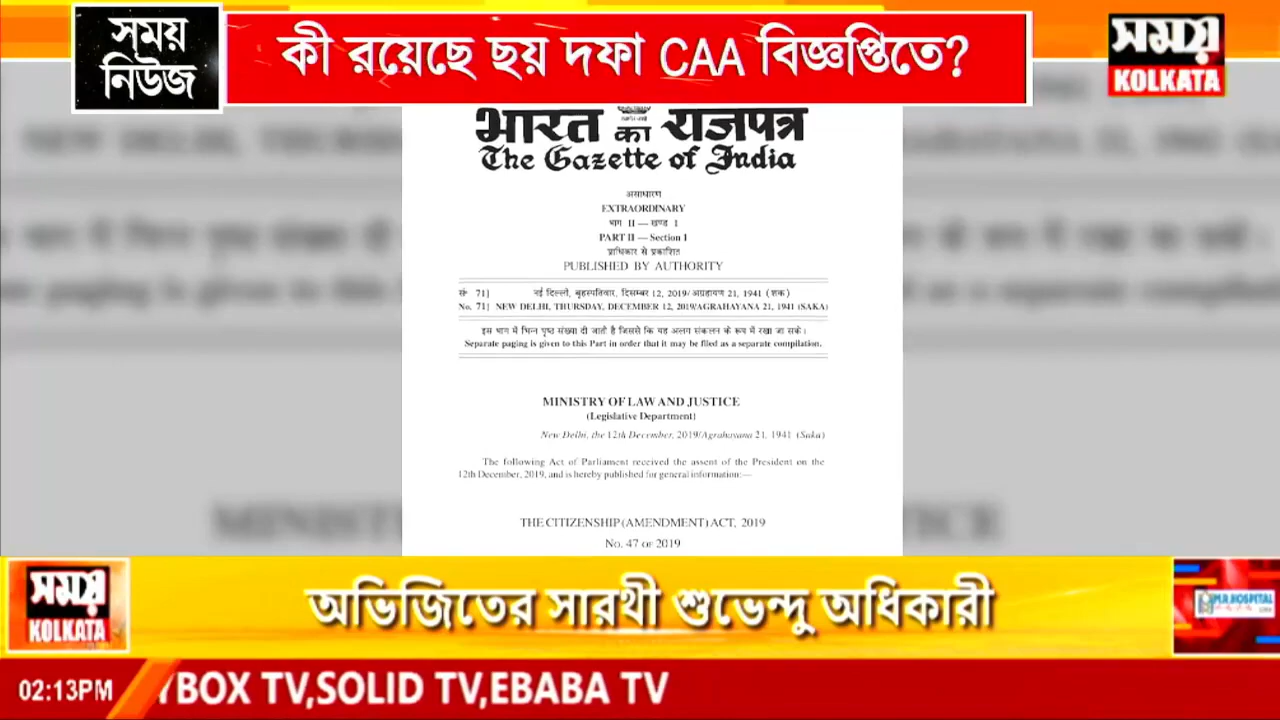 সময়
নিউজ
কী রয়েছে ছয় দফা CAA বিজ্ঞপ্তিতে?
সময়
KOLKATA
भारत का राजपत्र
The Gazette of India
असाधारण
EXTRAORDINARY
भाग II — खण्ड 1
PART II — Section 1
प्राधिकार से प्रकाशित
PUBLISHED BY AUTHORITY
सं 71] नई दिल्ली, बृहस्पतिवार, दिसम्बर 12, 2019/अग्रहायण 21, 1941 (शक)
No. 71] NEW DELHI, THURSDAY, DECEMBER 12, 2019/AGRAHAYANA 21, 1941 (SAKA)
इस भाग में भिन्न पृष्ठ संख्या दी जाती है जिससे कि यह अलग संकलन के रूप में रखा जा सके।
Separate paging is given to this Part in order that it may be filed as a separate compilation.
MINISTRY OF LAW AND JUSTICE
(Legislative Department)
New Delhi, the 12th December, 2019/Agrahayana 21, 1941 (Saka)
The following Act of Parliament received the assent of the President on the
12th December, 2019, and is hereby published for general information:—
THE CITIZENSHIP (AMENDMENT) ACT, 2019
No. 47 OF 2019
সময়
KOLKATA
অভিজিতের সারথী শুভেন্দু অধিকারী
M.R.HOSPITAL
02:13PM
YBOX TV,SOLID TV,EBABA TV